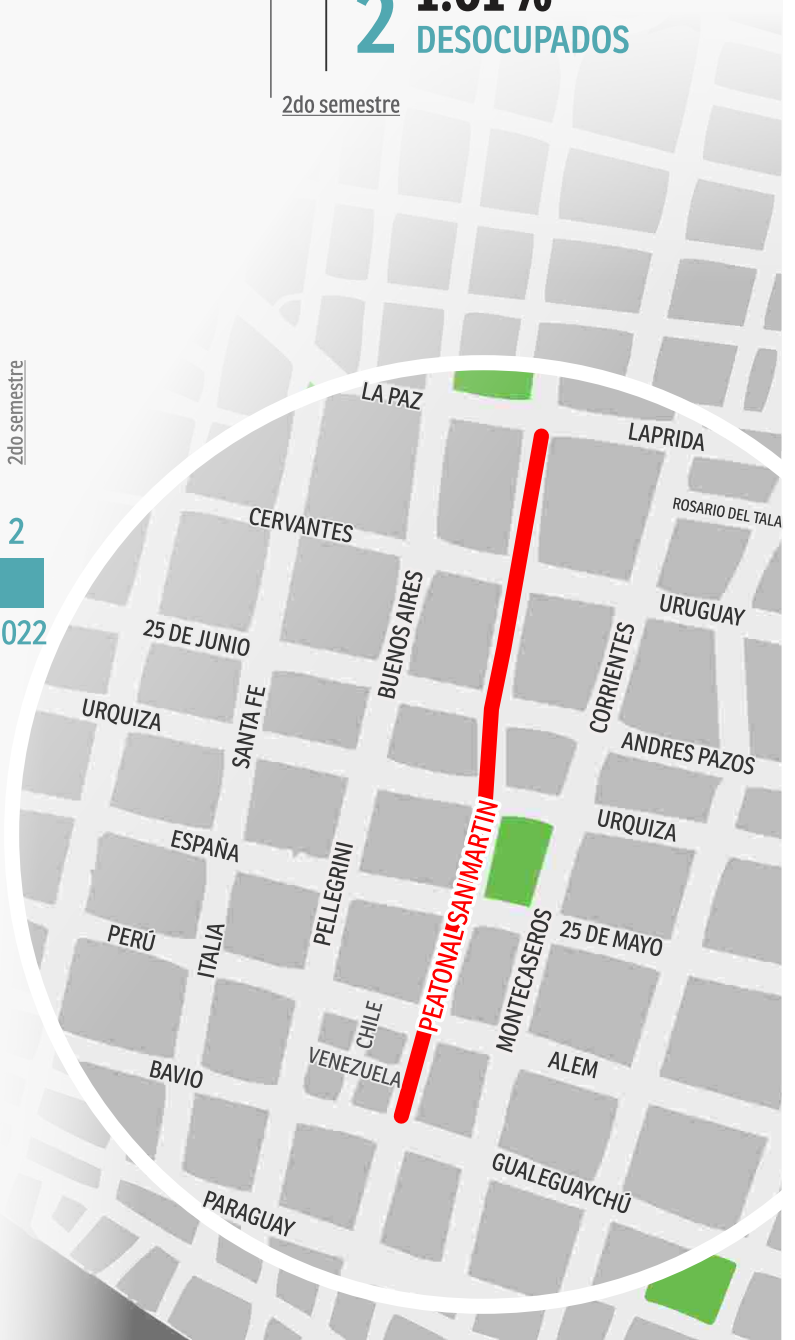 2
DESOCUPADOS
2do semestre
2do semestre
2
022
LA PAZ
LAPRIDA
ROSARIO DEL TALA
CERVANTES
BUENOS AIRES
URUGUAY
25 DE JUNIO
CORRIENTES
SANTA FE
URQUIZA
ANDRES PAZOS
URQUIZA
ESPAÑA
PELLEGRINI
PEATONAL SAN MARTIN
PERÚ
ITALIA
25 DE MAYO
MONTECASEROS
CHILE
VENEZUELA
ALEM
BAVIO
GUALEGUAYCHÚ
PARAGUAY